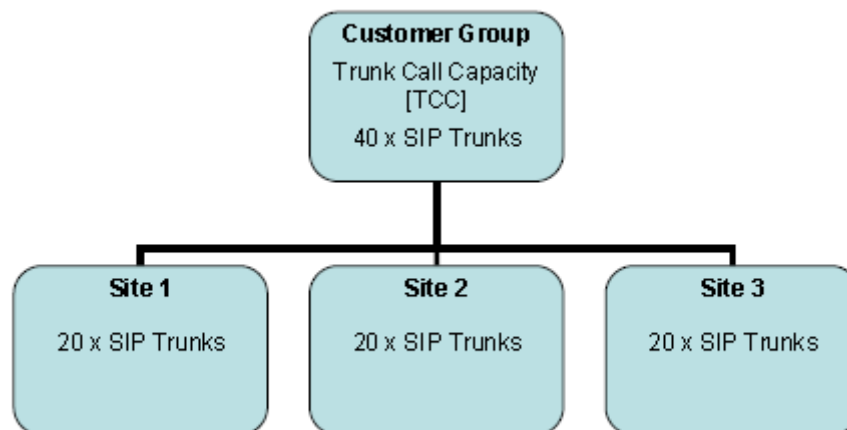 Customer Group
Trunk Call Capacity
[TCC]
40 x SIP Trunks
Site 1
20 x SIP Trunks
Site 2
20 x SIP Trunks
Site 3
20 x SIP Trunks